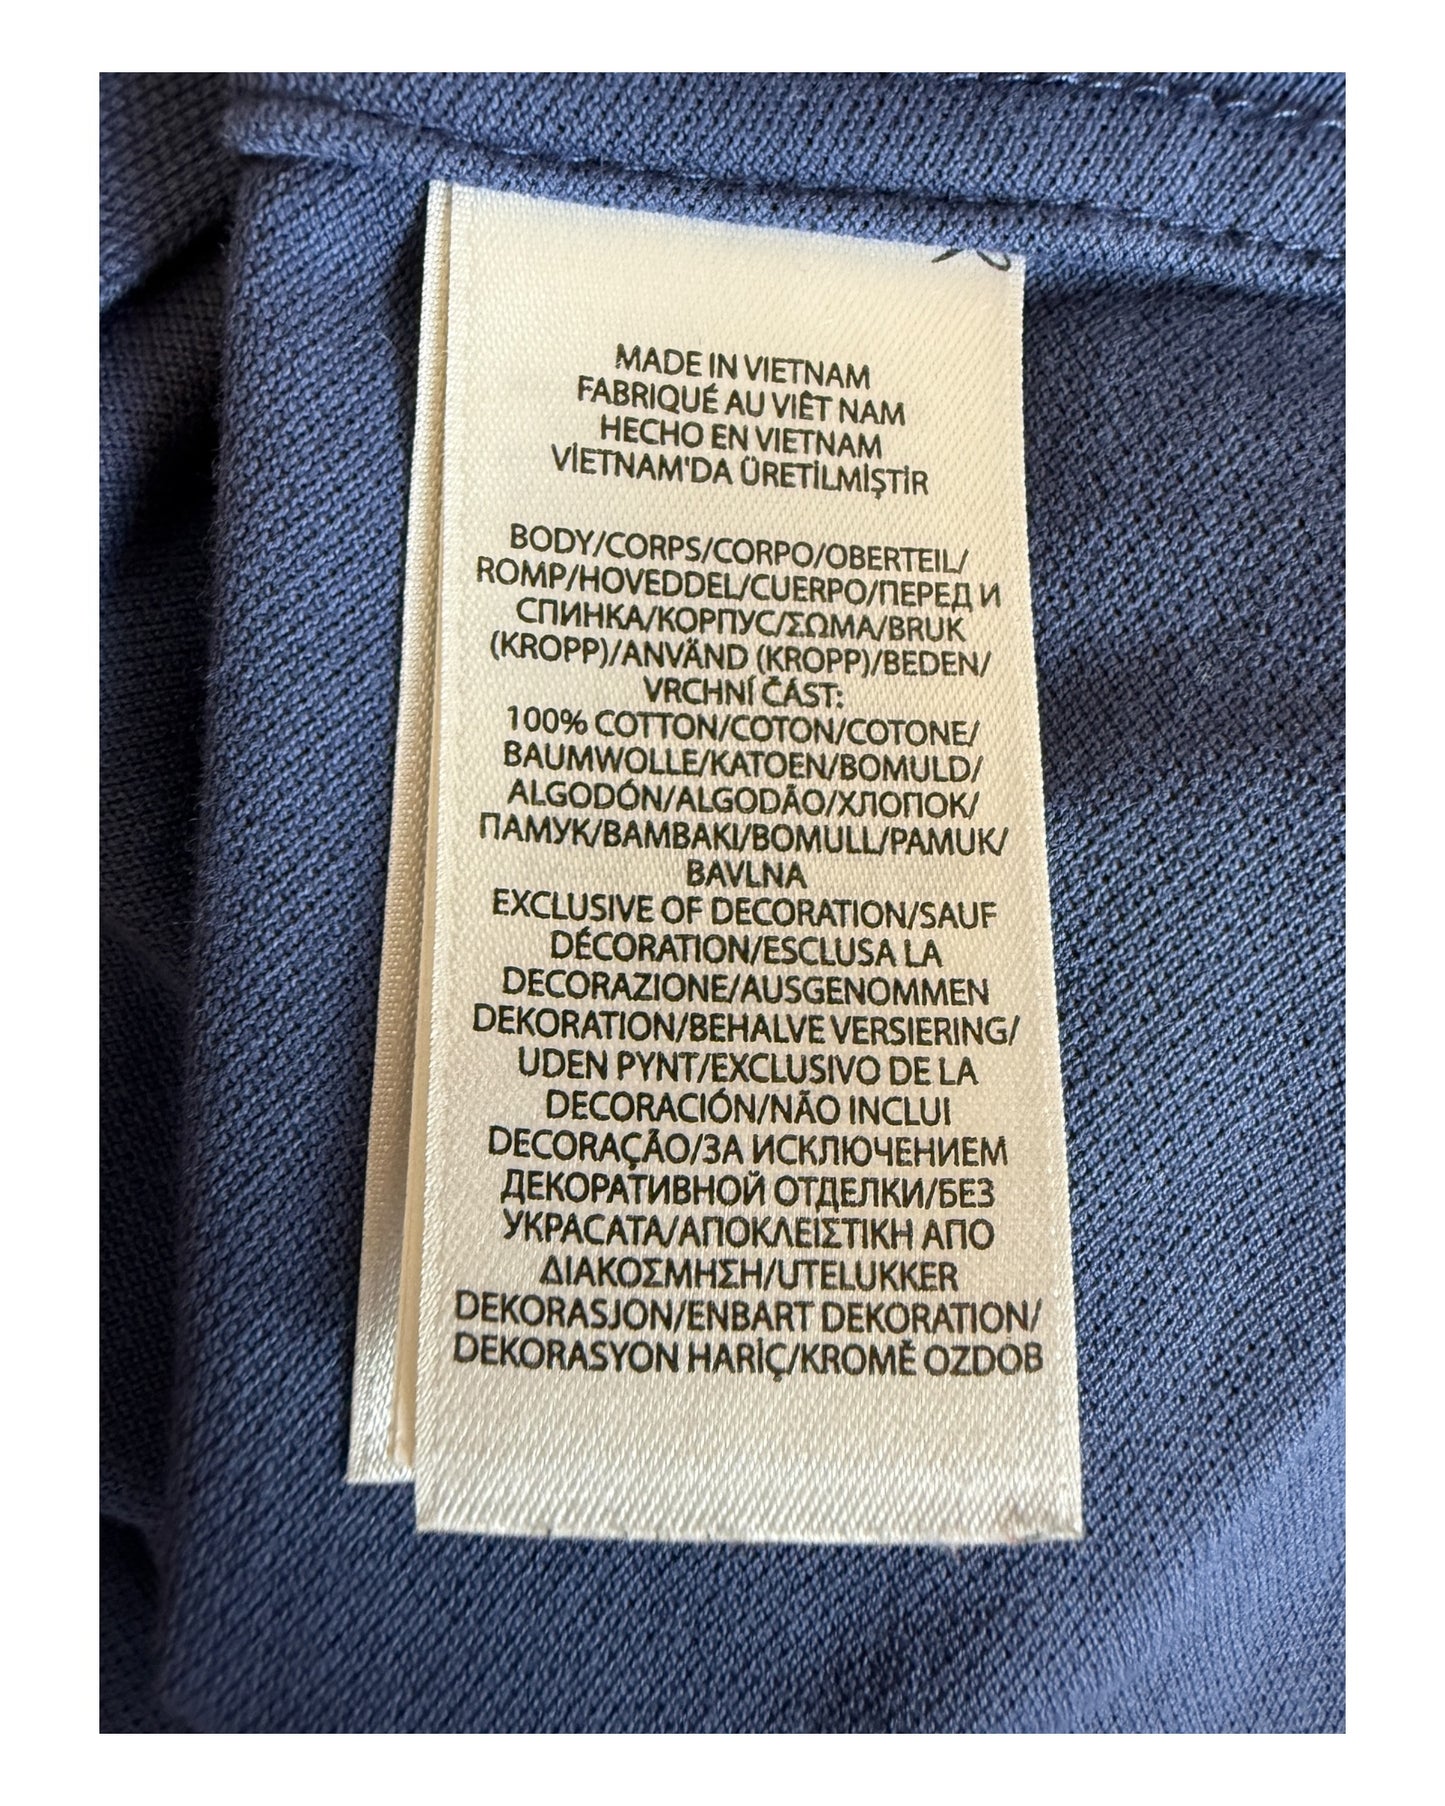 MADE IN VIETNAM
FABRIQUÉ AU VIÊT NAM
HECHO EN VIETNAM
VİETNAM'DA ÜRETİLMİŞTİR
BODY/CORPS/CORPO/OBERTEIL/
ROMP/HOVEDDEL/CUERPO/ПЕРЕД И
СПИНКА/КОРПУС/ΣΩΜΑ/BRUK
(KROPP)/ANVÄND (KROPP)/BEDEN/
VRCHNÍ ČÁST:
100% COTTON/COTON/COTONE/
BAUMWOLLE/KATOEN/BOMULD/
ALGODÓN/ALGODÃO/ХЛОПОК/
ПАМУК/ΒΑΜΒΑΚΙ/BOMULL/PAMUK/
BAVLNA
EXCLUSIVE OF DECORATION/SAUF
DÉCORATION/ESCLUSA LA
DECORAZIONE/AUSGENOMMEN
DEKORATION/BEHALVE VERSIERING/
UDEN PYNT/EXCLUSIVO DE LA
DECORACIÓN/NÃO INCLUI
DECORAÇÃO/ЗА ИСКЛЮЧЕНИЕМ
ДЕКОРАТИВНОЙ ОТДЕЛКИ/БЕЗ
УКРАСАТА/ΑΠΟΚΛΕΙΣΤΙΚΗ ΑΠΟ
ΔΙΑΚΟΣΜΗΣΗ/UTELUKKER
DEKORASJON/ENBART DEKORATION/
DEKORASYON HARİÇ/KROMĚ OZDOB